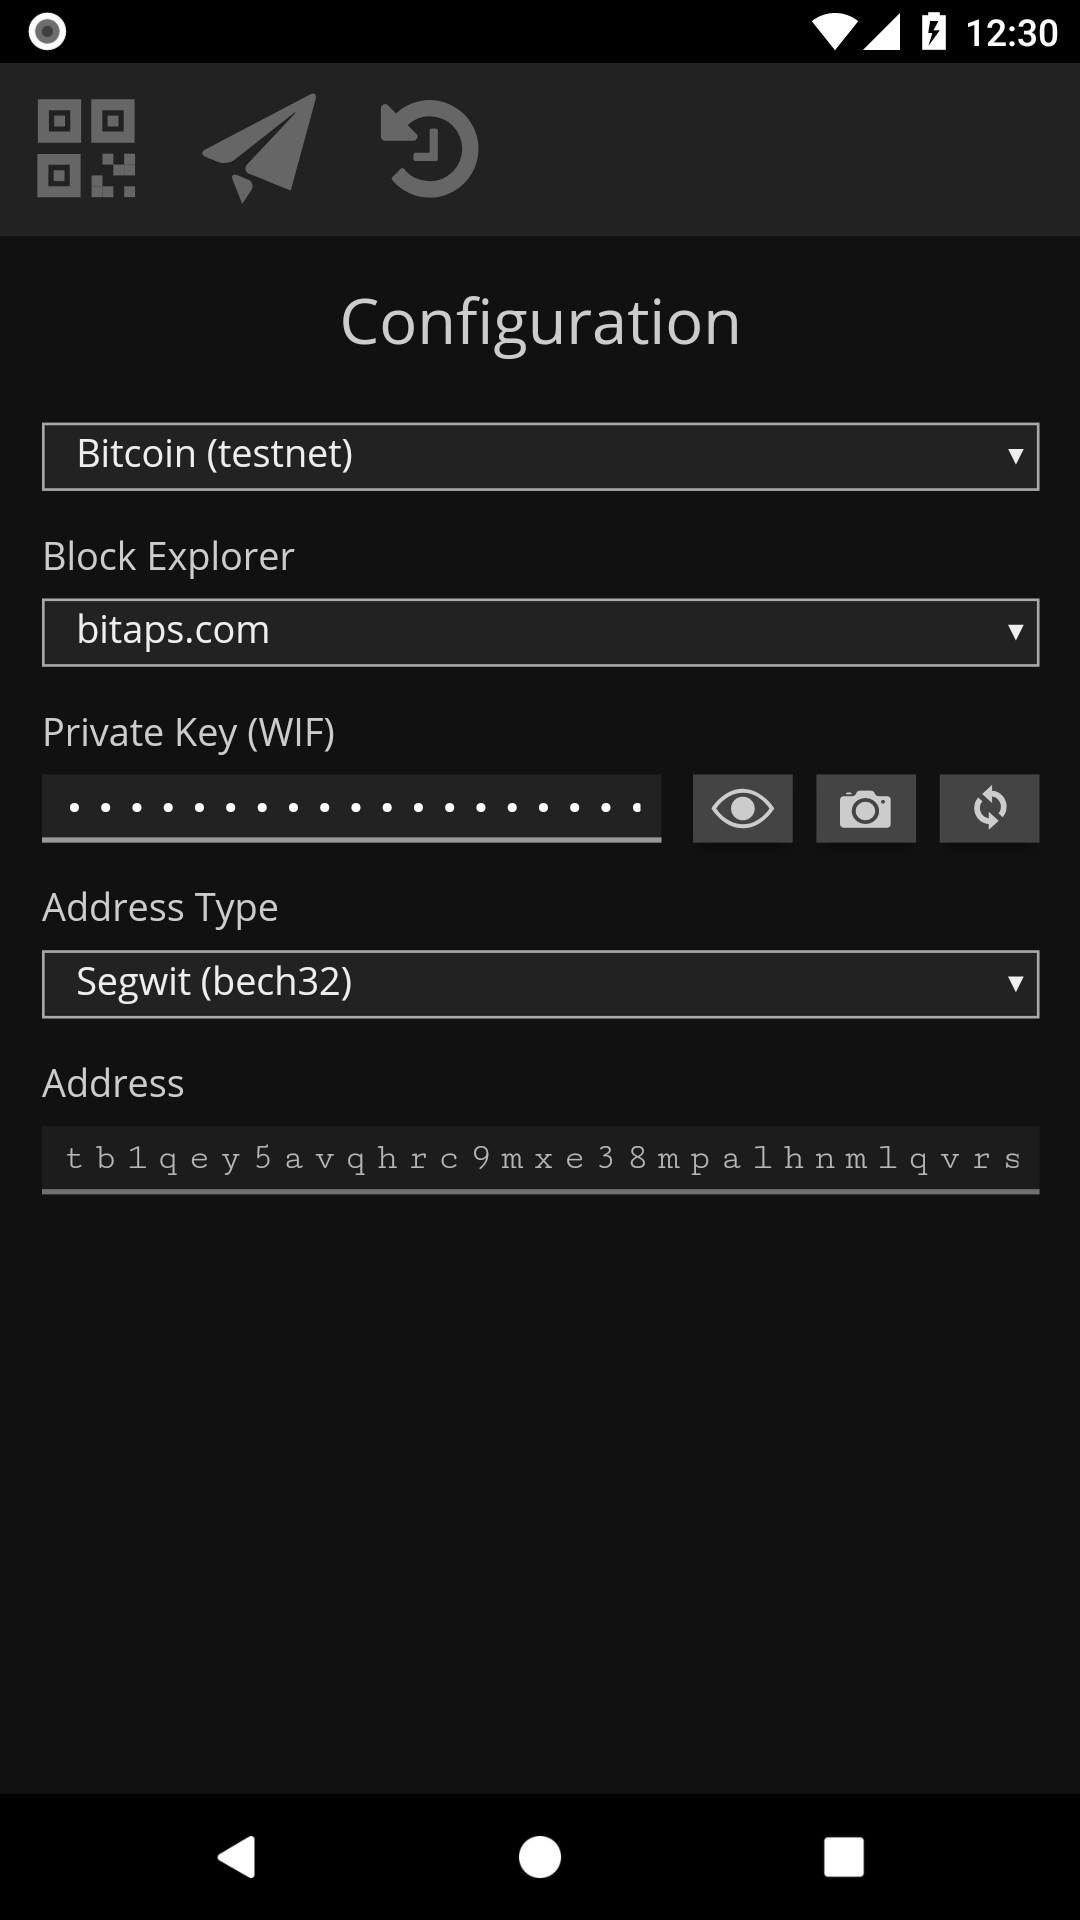 12:30
Configuration
Bitcoin (testnet)
Block Explorer
bitaps.com
Private Key (WIF)
Address Type
Segwit (bech32)
Address
tb1qey5avqhrc9mxe38mpalhnmlqvrs